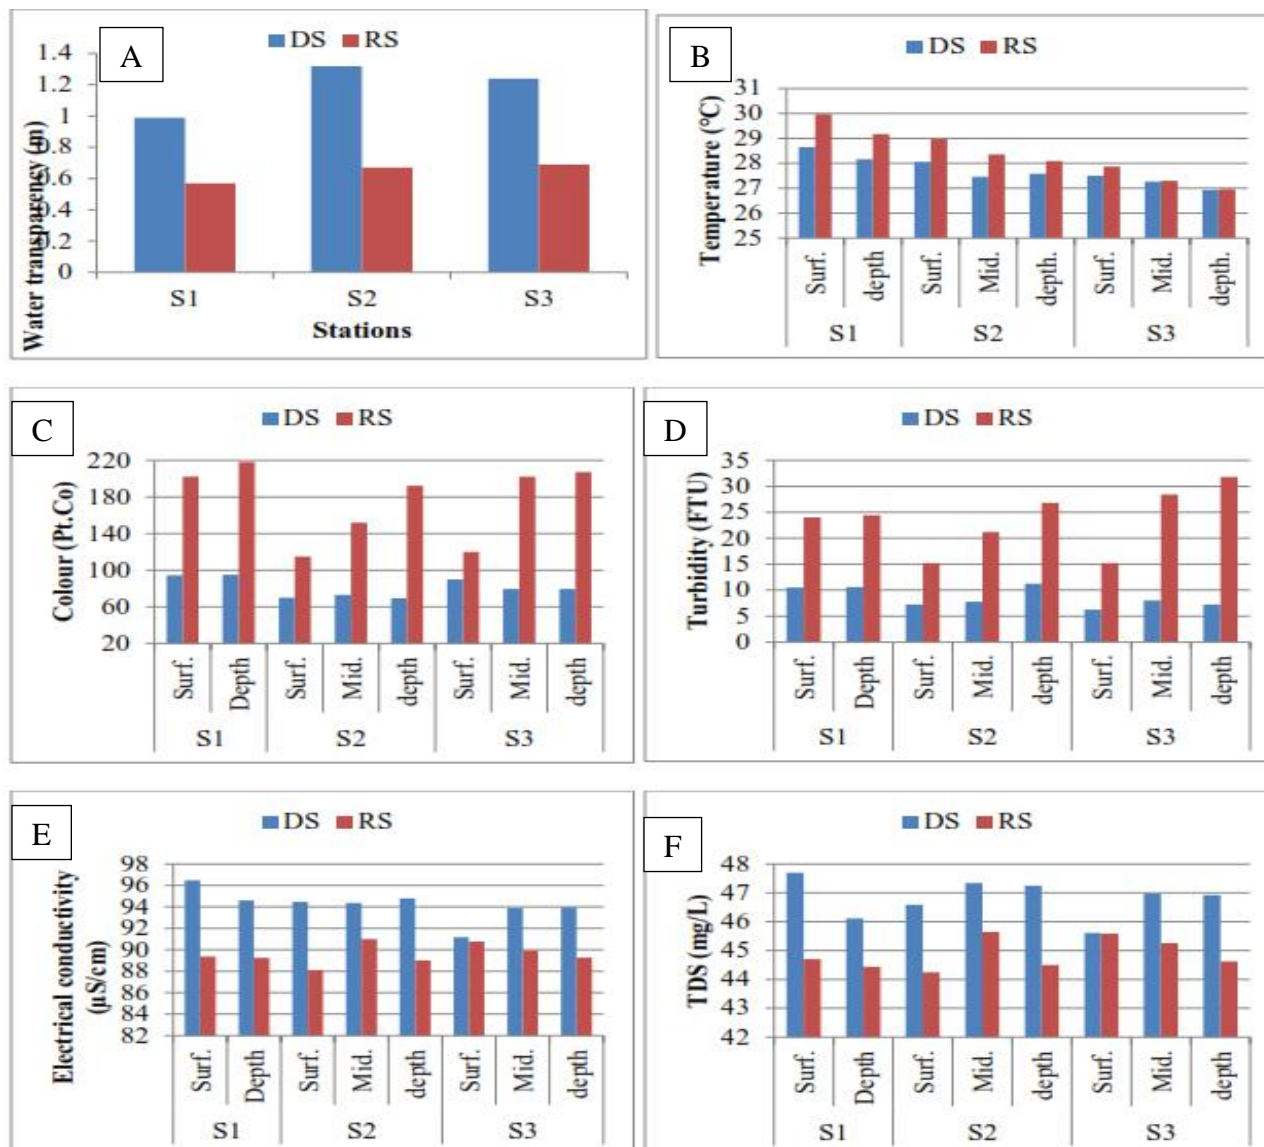 A
DS RS
Water transparency (m)
1.4
1.2
1
0.8
0.6
0.4
0.2
0
S1 S2 S3
Stations
B
DS RS
Temperature (°C)
31
30
29
28
27
26
25
Surf. depth Surf. Mid. depth. Surf. Mid. depth.
S1 S2 S3
C
DS RS
Colour (Pt.Co)
220
180
140
100
60
20
Surf. Depth Surf. Mid. depth Surf. Mid. depth
S1 S2 S3
D
DS RS
Turbidity (FTU)
35
30
25
20
15
10
5
0
Surf. Depth Surf. Mid. depth Surf. Mid. depth
S1 S2 S3
E
DS RS
Electrical conductivity
(µS/cm)
98
96
94
92
90
88
86
84
82
Surf. Depth Surf. Mid. depth Surf. Mid. depth
S1 S2 S3
F
DS RS
TDS (mg/L)
48
47
46
45
44
43
42
Surf. Depth Surf. Mid. depth Surf. Mid. depth
S1 S2 S3